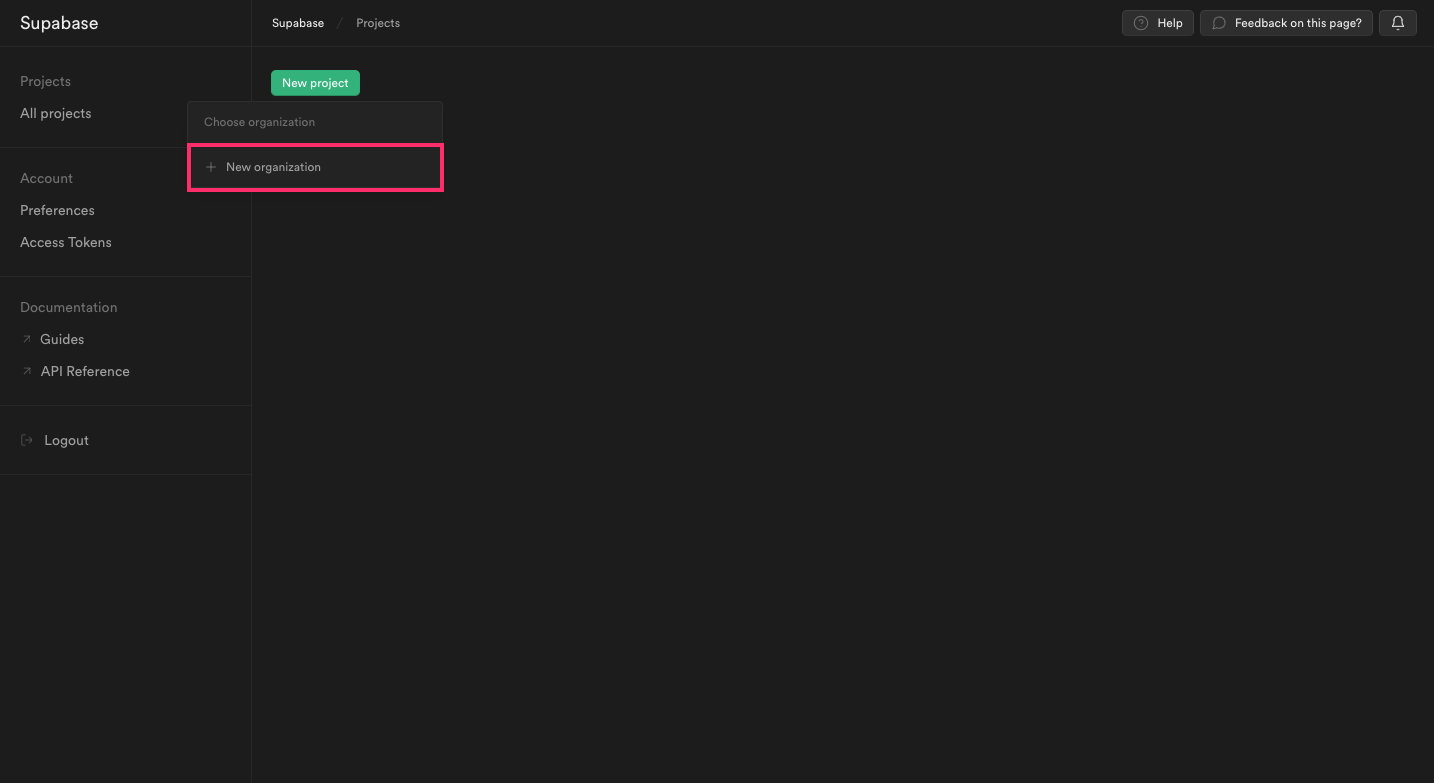 Supabase
Supabase / Projects
Help
Feedback on this page?
Projects
All projects
Account
Preferences
Access Tokens
Documentation
Guides
API Reference
Logout
New project
Choose organization
New organization